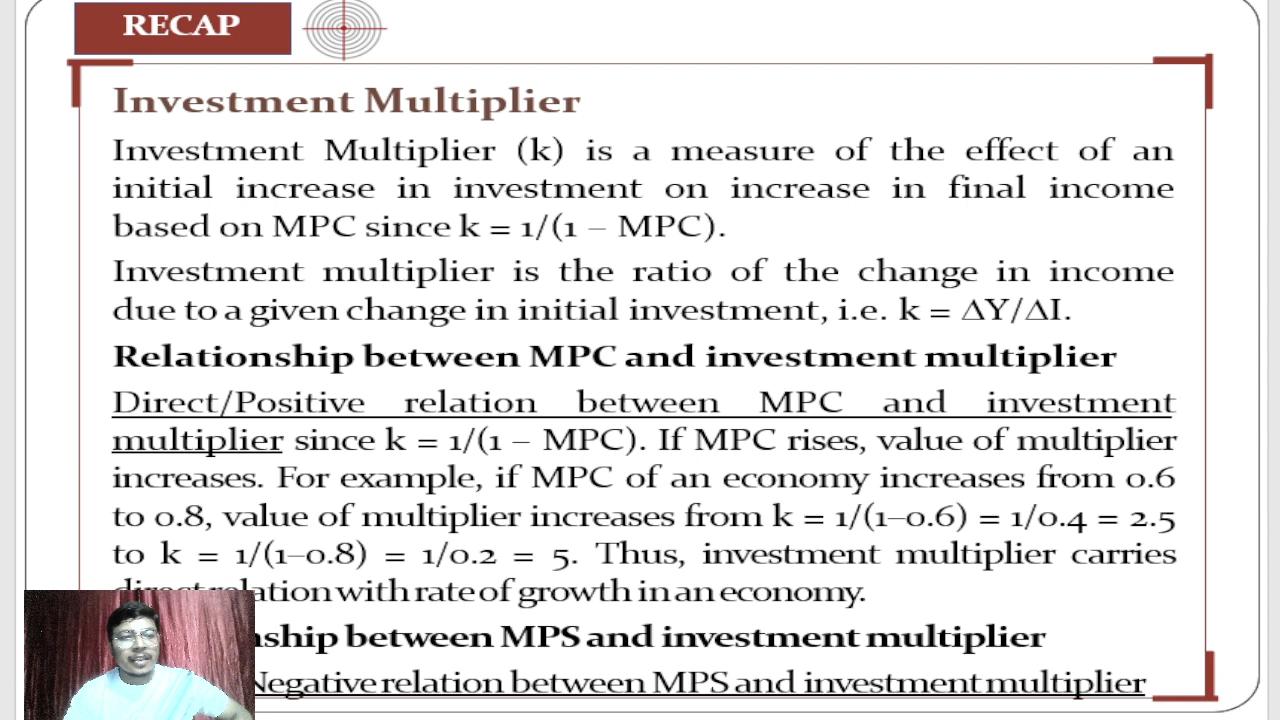 RECAP
Investment Multiplier
Investment Multiplier (k) is a measure of the effect of an
initial increase in investment on increase in final income
based on MPC since k = 1/(1 – MPC).
Investment multiplier is the ratio of the change in income
due to a given change in initial investment, i.e. k = ΔY/ΔI.
Relationship between MPC and investment multiplier
Direct/Positive relation between MPC and investment
multiplier since k = 1/(1 – MPC). If MPC rises, value of multiplier
increases. For example, if MPC of an economy increases from 0.6
to 0.8, value of multiplier increases from k = 1/(1–0.6) = 1/0.4 = 2.5
to k = 1/(1–0.8) = 1/0.2 = 5. Thus, investment multiplier carries
direct relation with rate of growth in an economy.
nship between MPS and investment multiplier
Negative relation between MPS and investment multiplier